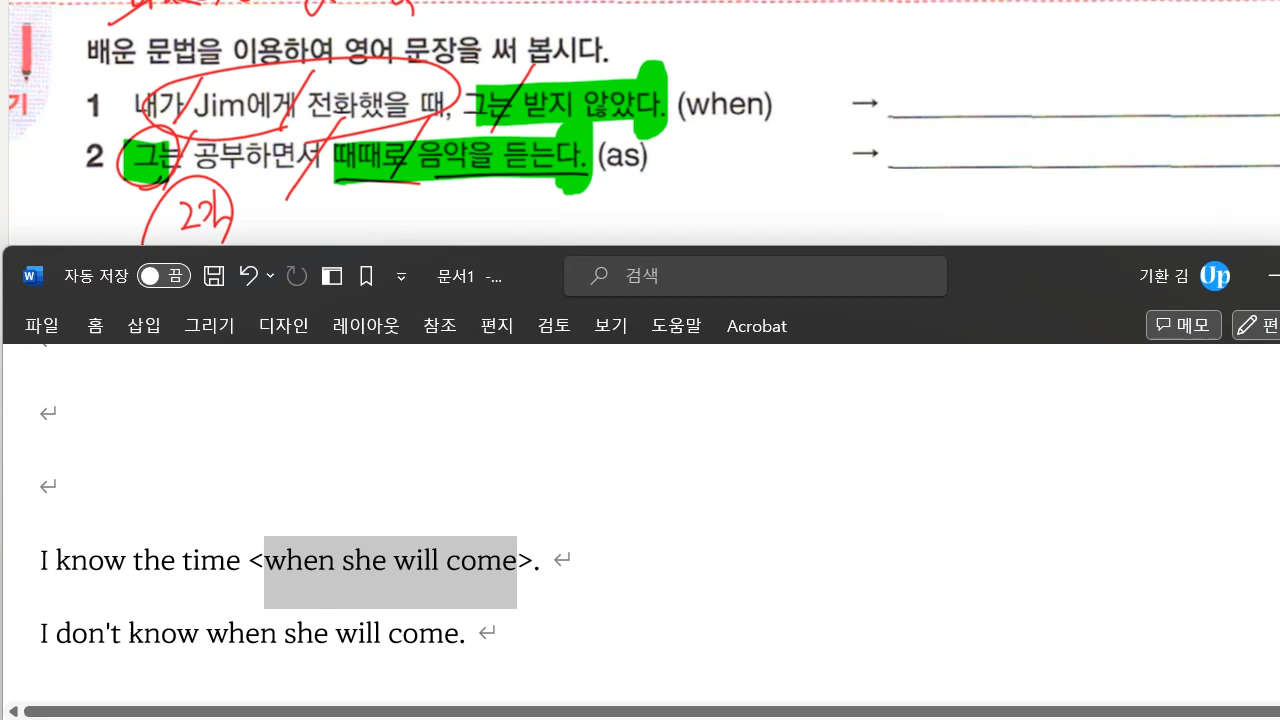 배운 문법을 이용하여 영어 문장을 써 봅시다.
기
1 내가 Jim에게 전화했을 때, 그는 받지 않았다. (when) →
2 그는 공부하면서 때때로 음악을 듣는다. (as) →
2개
자동 저장 끔 문서1 -... 검색 기환 김 Up
파일 홈 삽입 그리기 디자인 레이아웃 참조 편지 검토 보기 도움말 Acrobat 메모 편
I know the time <when she will come>.
I don't know when she will come.